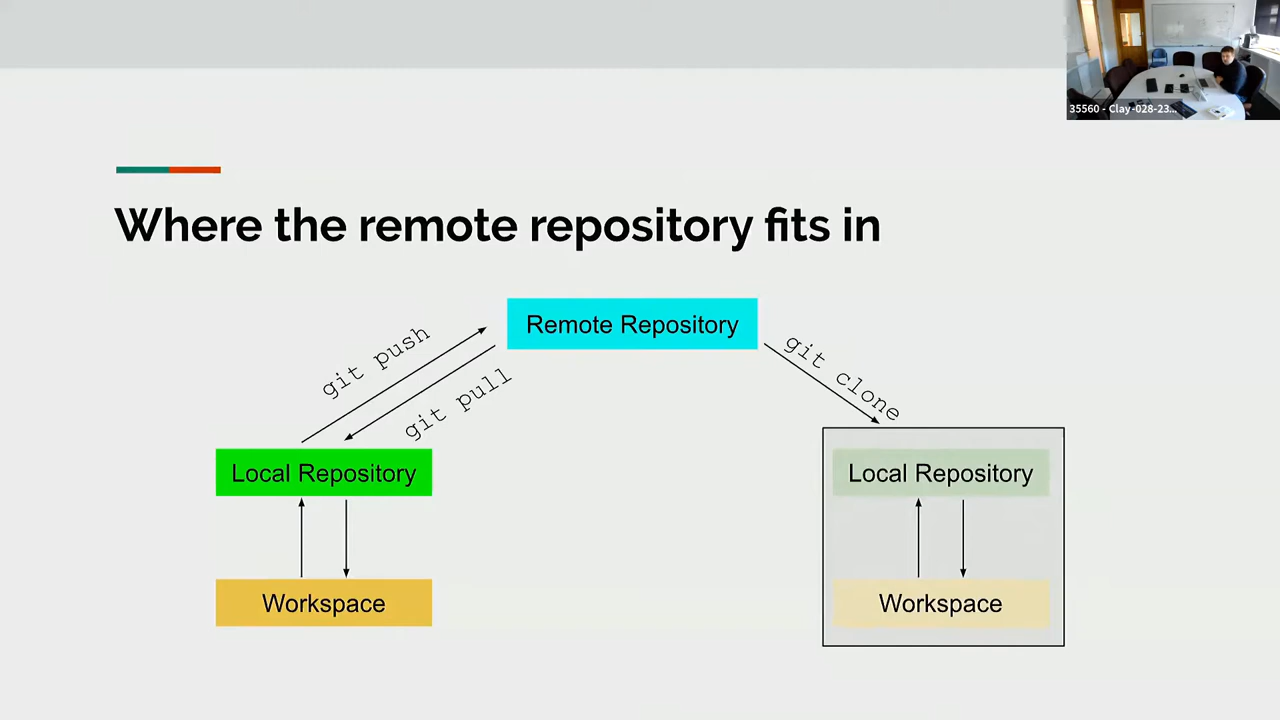 35560 - Clay-028-23...
Where the remote repository fits in
Remote Repository
git push
git pull
git clone
Local Repository
Local Repository
Workspace
Workspace